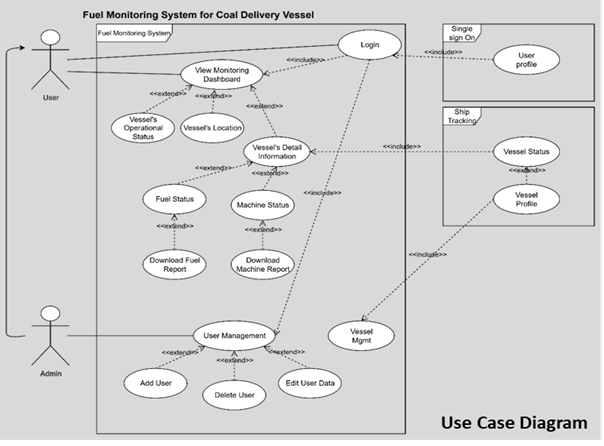 Fuel Monitoring System for Coal Delivery Vessel
Fuel Monitoring System
Login
Single
sign On
User
profile
<<include>>
<<include>>
User
View Monitoring
Dashboard
<<extend>>
<<extend>>
Vessel's
Operational
Status
Vessel's Location
<<extend>>
Ship
Tracking
Vessel's Detail
Information
<<include>>
Vessel Status
<<extend>>
<<extend>>
<<extend>>
Vessel
Profile
<<include>>
Fuel Status
Machine Status
<<extend>>
<<extend>>
Download Fuel
Report
Download
Machine Report
<<include>>
Admin
User Management
Vessel
Mgmt
<<extend>>
<<extend>>
<<extend>>
Add User
Delete User
Edit User Data
Use Case Diagram